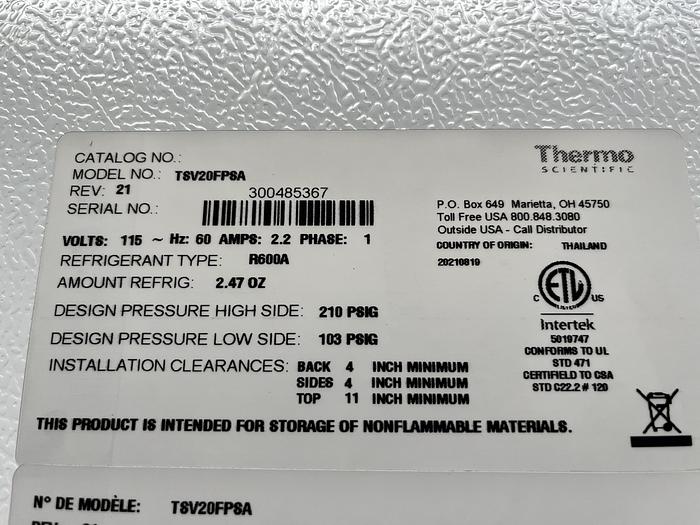 CATALOG NO.:
MODEL NO.: TSV20FPSA
REV: 21
300485367
SERIAL NO.:
VOLTS: 115 ~ Hz: 60 AMPS: 2.2 PHASE: 1
REFRIGERANT TYPE: R600A
AMOUNT REFRIG: 2.47 OZ
DESIGN PRESSURE HIGH SIDE: 210 PSIG
DESIGN PRESSURE LOW SIDE: 103 PSIG
INSTALLATION CLEARANCES: BACK 4 INCH MINIMUM
SIDES 4 INCH MINIMUM
TOP 11 INCH MINIMUM
Thermo
SCIENTIFIC
P.O. Box 649 Marietta, OH 45750
Toll Free USA 800.848.3080
Outside USA - Call Distributor
COUNTRY OF ORIGIN: THAILAND
20210819
C ETL US
LISTED
Intertek
5019747
CONFORMS TO UL
STD 471
CERTIFIED TO CSA
STD C22.2 # 120
THIS PRODUCT IS INTENDED FOR STORAGE OF NONFLAMMABLE MATERIALS.
N° DE MODÈLE: TSV20FPSA